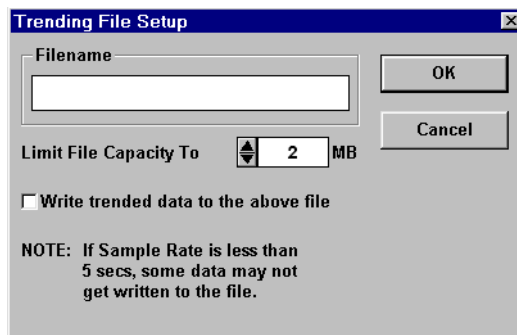 Trending File Setup
Filename
OK
Cancel
Limit File Capacity To 2 MB
Write trended data to the above file
NOTE: If Sample Rate is less than
5 secs, some data may not
get written to the file.